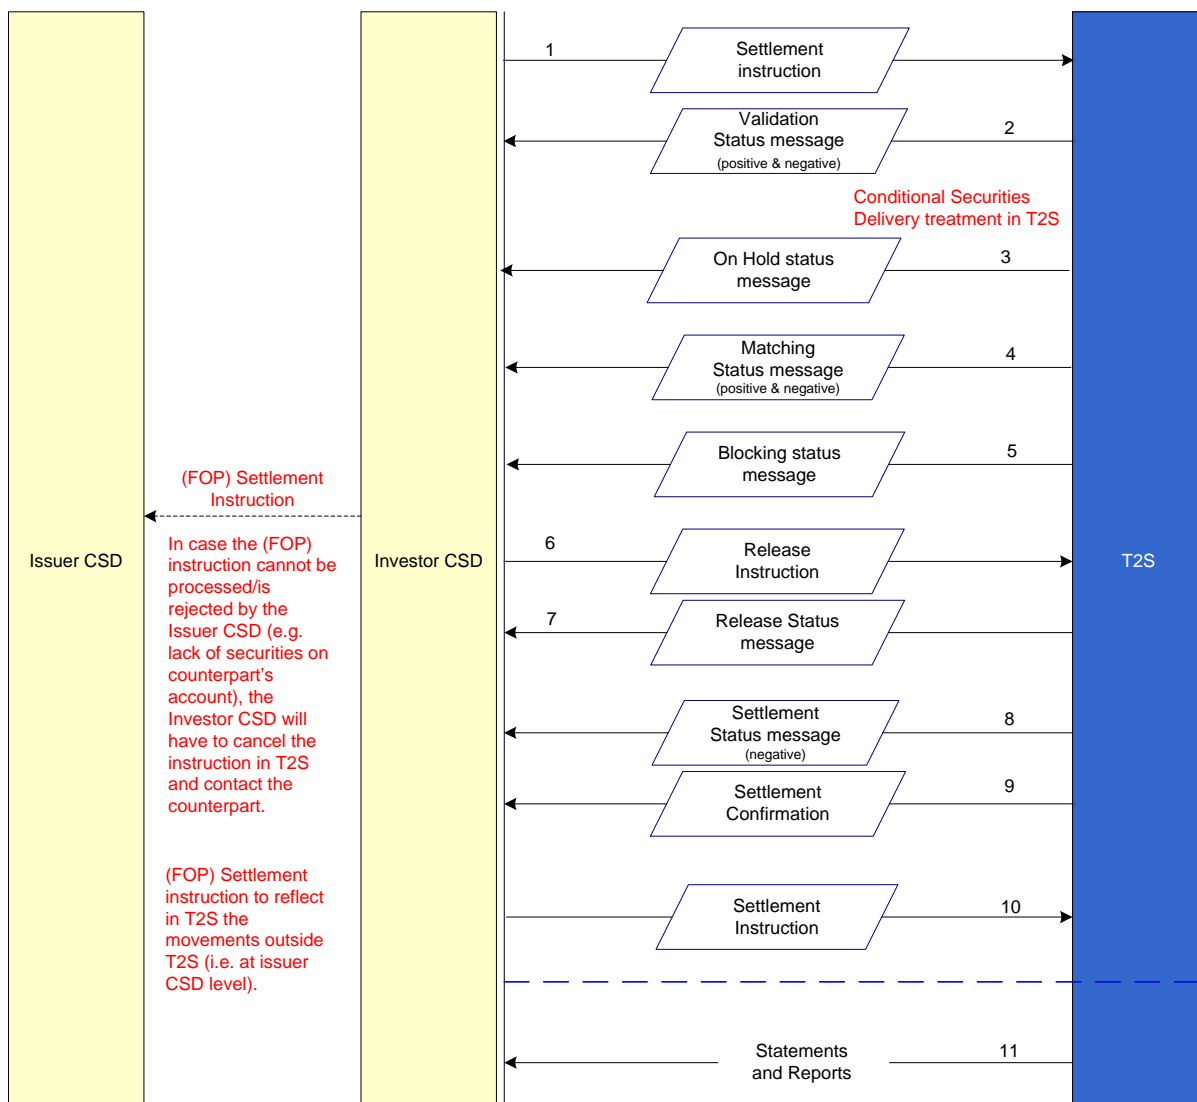 1
Settlement
instruction
Validation
Status message
(positive & negative)
2
Conditional Securities
Delivery treatment in T2S
On Hold status
message
3
Matching
Status message
(positive & negative)
4
Blocking status
message
5
(FOP) Settlement
Instruction
Issuer CSD
In case the (FOP)
instruction cannot be
processed/is
rejected by the
Issuer CSD (e.g.
lack of securities on
counterpart's
account), the
Investor CSD will
have to cancel the
instruction in T2S
and contact the
counterpart.
Investor CSD
6
Release
Instruction
T2S
7
Release Status
message
Settlement
Status message
(negative)
8
Settlement
Confirmation
9
(FOP) Settlement
instruction to reflect
in T2S the
movements outside
T2S (i.e. at issuer
CSD level).
Settlement
Instruction
10
Statements
and Reports
11